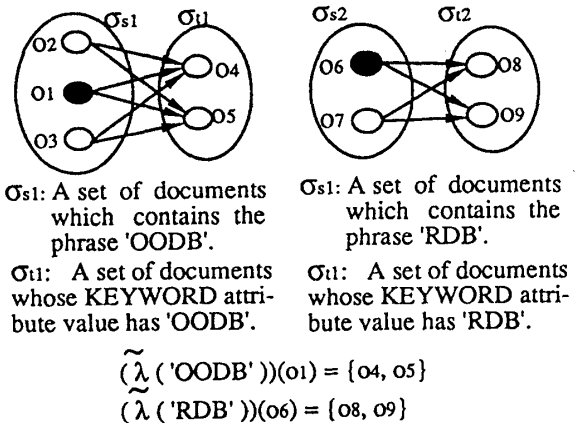 σs1 σt1
O2
O4
O1
O5
O3
σs2 σt2
O6
O8
O7
O9
σs1: A set of documents
which contains the
phrase 'OODB'.
σt1: A set of documents
whose KEYWORD attri-
bute value has 'OODB'.
σs1: A set of documents
which contains the
phrase 'RDB'.
σt1: A set of documents
whose KEYWORD attri-
bute value has 'RDB'.
(λ̃ ('OODB'))(o1) = {o4, o5}
(λ̃ ('RDB'))(o6) = {o8, o9}